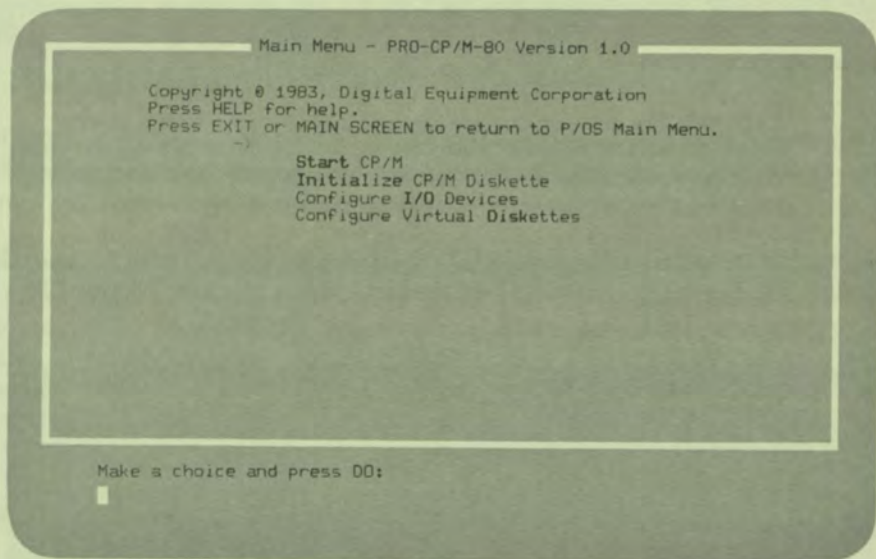 Main Menu - PRO-CP/M-80 Version 1.0
Copyright © 1983, Digital Equipment Corporation
Press HELP for help.
Press EXIT or MAIN SCREEN to return to P/OS Main Menu.
Start CP/M
Initialize CP/M Diskette
Configure I/O Devices
Configure Virtual Diskettes
Make a choice and press DO: